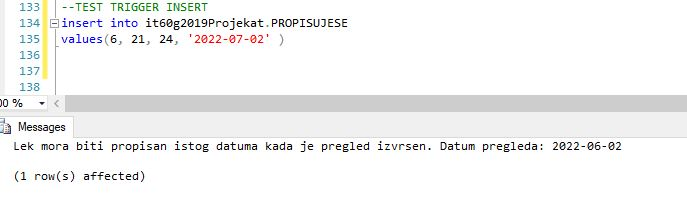 133 --TEST TRIGGER INSERT
134 insert into it60g2019Projekat.PROPISUJESE
135 values(6, 21, 24, '2022-07-02' )
136
137
138
00 %
Messages
Lek mora biti propisan istog datuma kada je pregled izvrsen. Datum pregleda: 2022-06-02
(1 row(s) affected)